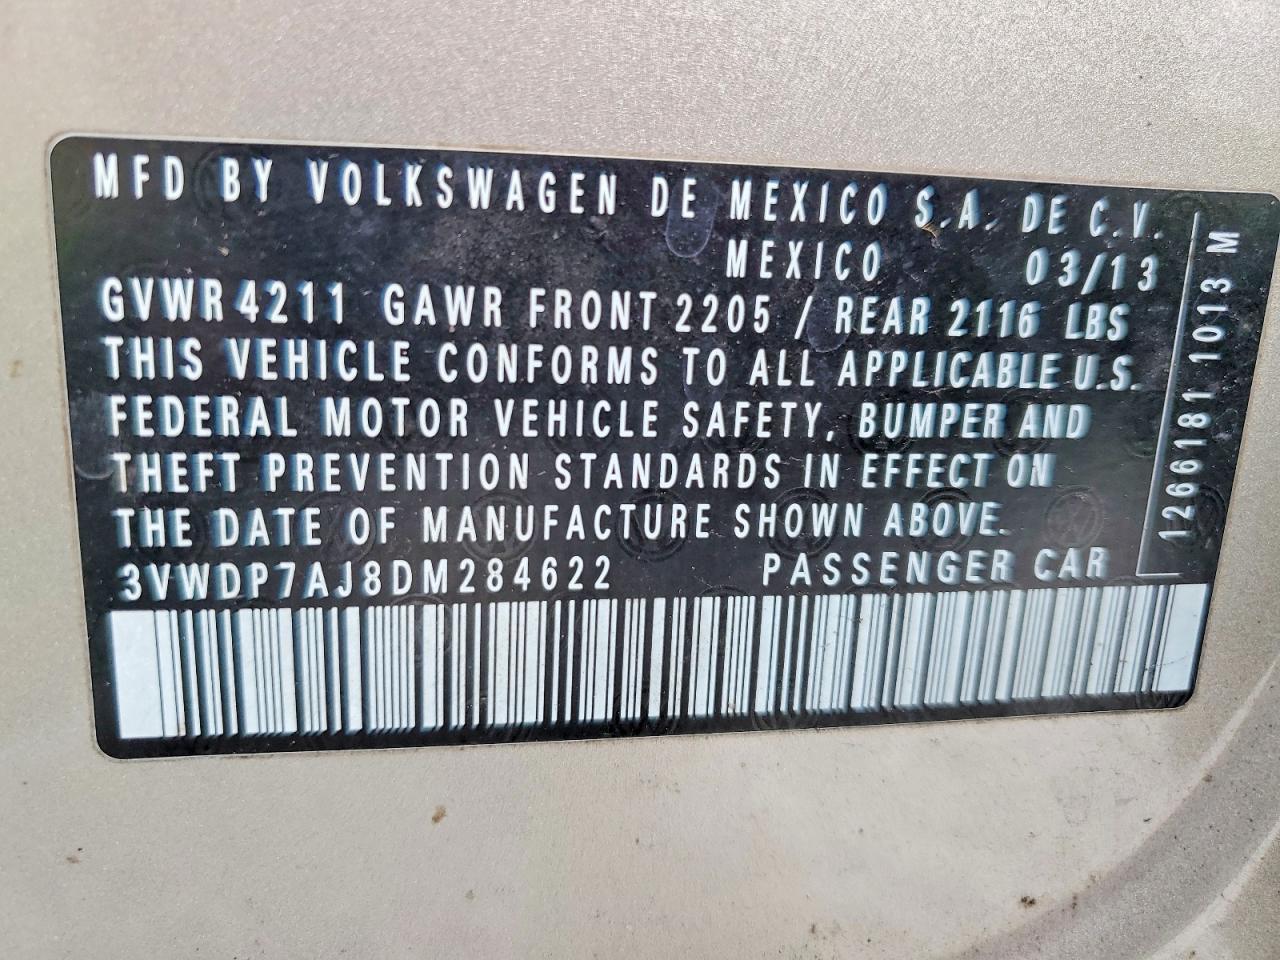 MFD BY VOLKSWAGEN DE MEXICO S.A. DE C.V.
MEXICO 03/13
GVWR 4211 GAWR FRONT 2205 / REAR 2116 LBS
THIS VEHICLE CONFORMS TO ALL APPLICABLE U.S.
FEDERAL MOTOR VEHICLE SAFETY, BUMPER AND
THEFT PREVENTION STANDARDS IN EFFECT ON
THE DATE OF MANUFACTURE SHOWN ABOVE.
3VWDP7AJ8DM284622 PASSENGER CAR
1266181 1013 M